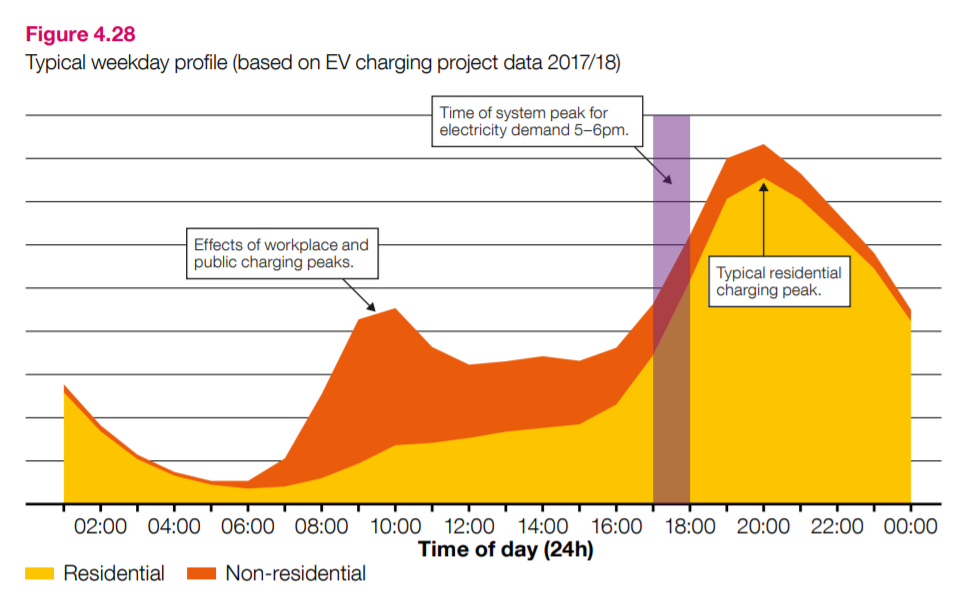 Figure 4.28
Typical weekday profile (based on EV charging project data 2017/18)
Time of system peak for
electricity demand 5–6pm.
Effects of workplace and
public charging peaks.
Typical residential
charging peak.
02:00 04:00 06:00 08:00 10:00 12:00 14:00 16:00 18:00 20:00 22:00 00:00
Time of day (24h)
Residential Non-residential